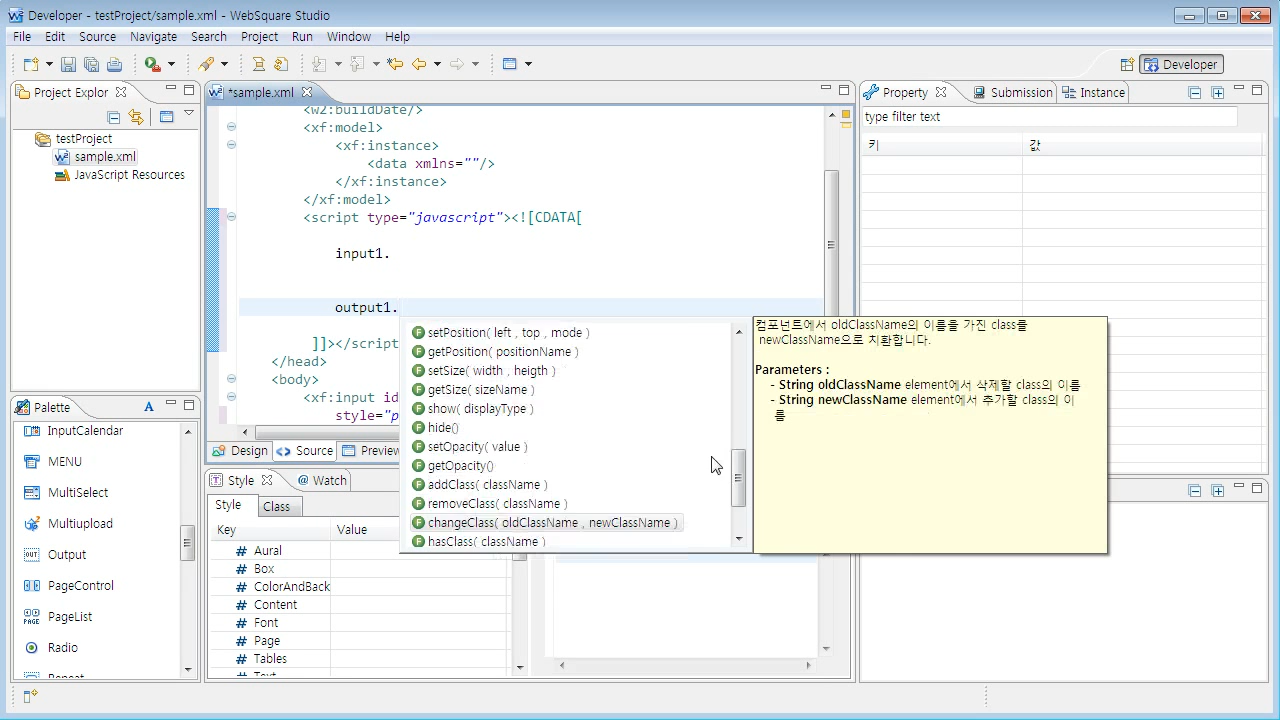 Developer - testProject/sample.xml - WebSquare Studio
File Edit Source Navigate Search Project Run Window Help
Developer
Project Explor
testProject
sample.xml
JavaScript Resources
*sample.xml
<w2:buildDate/>
<xf:model>
<xf:instance>
<data xmlns=""/>
</xf:instance>
</xf:model>
<script type="javascript"><![CDATA[
input1.
output1.
]]></script
</head>
<body>
<xf:input id
style="p
Design Source Preview
setPosition( left , top , mode )
getPosition( positionName )
setSize( width , heigth )
getSize( sizeName )
show( displayType )
hide()
setOpacity( value )
getOpacity()
addClass( className )
removeClass( className )
changeClass( oldClassName , newClassName )
hasClass( className )
컴포넌트에서 oldClassName의 이름을 가진 class를
newClassName으로 치환합니다.
Parameters :
- String oldClassName element에서 삭제할 class의 이름
- String newClassName element에서 추가할 class의 이
름
Property Submission Instance
type filter text
키 값
Palette A
InputCalendar
MENU
MultiSelect
Multiupload
Output
PageControl
PageList
Radio
Style @ Watch
Style Class
Key Value
# Aural
# Box
# ColorAndBack
# Content
# Font
# Page
# Tables